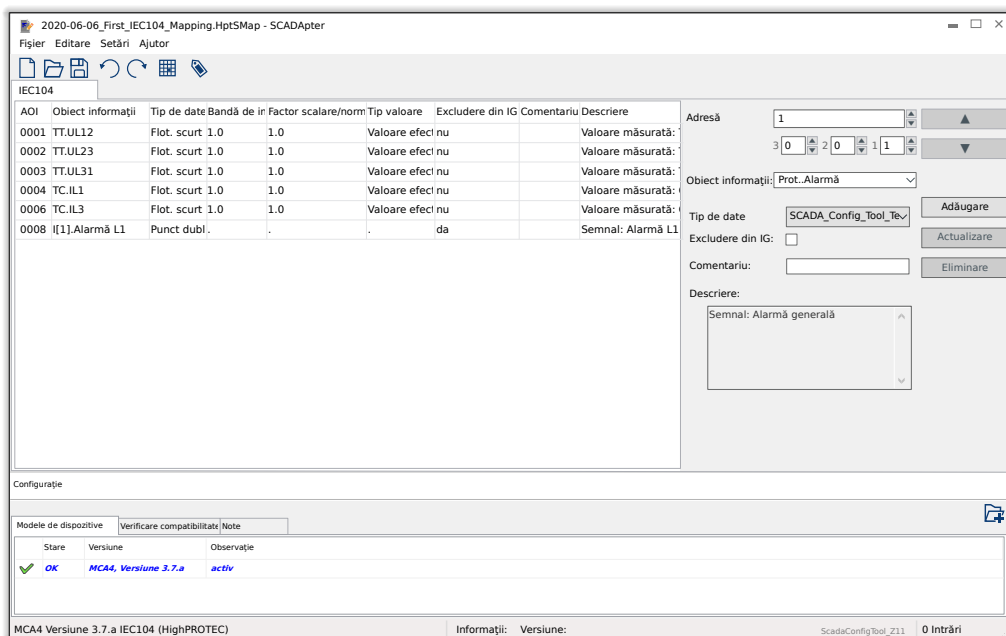 2020-06-06_First_IEC104_Mapping.HptSMap - SCADApter
Fişier Editare Setări Ajutor
IEC104
AOI Obiect informaţii Tip de date Bandă de in Factor scalare/norm Tip valoare Excludere din IG Comentariu Descriere
0001 TT.UL12 Flot. scurt 1.0 1.0 Valoare efect nu Valoare măsurată:
0002 TT.UL23 Flot. scurt 1.0 1.0 Valoare efect nu Valoare măsurată:
0003 TT.UL31 Flot. scurt 1.0 1.0 Valoare efect nu Valoare măsurată:
0004 TC.IL1 Flot. scurt 1.0 1.0 Valoare efect nu Valoare măsurată:
0006 TC.IL3 Flot. scurt 1.0 1.0 Valoare efect nu Valoare măsurată:
0008 I[1].Alarmă L1 Punct dubl . . . da Semnal: Alarmă L1
Adresă 1
3 0 2 0 1 1
Obiect informaţii: Prot..Alarmă
Adăugare
Tip de date SCADA_Config_Tool_Te
Excludere din IG:
Actualizare
Comentariu:
Eliminare
Descriere:
Semnal: Alarmă generală
Configuraţie
Modele de dispozitive Verificare compatibilitate Note
Stare Versiune Observaţie
OK MCA4, Versiune 3.7.a activ
MCA4 Versiune 3.7.a IEC104 (HighPROTEC) Informaţii: Versiune: ScadaConfigTool_Z11 0 Intrări